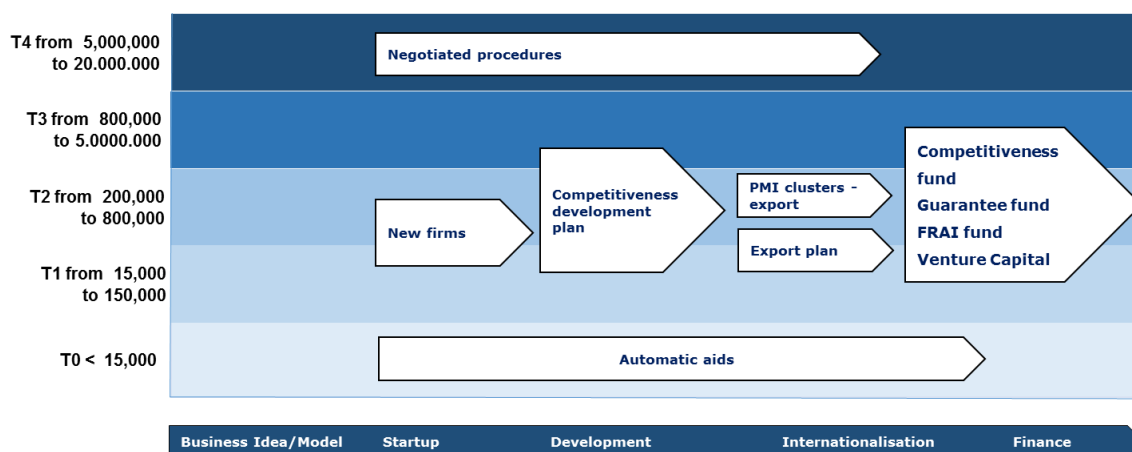 T4 from 5,000,000
to 20.000.000
Negotiated procedures
T3 from 800,000
to 5.0000.000
Competitiveness
fund
Guarantee fund
FRAI fund
Venture Capital
T2 from 200,000
to 800,000
New firms
Competitiveness
development
plan
PMI clusters -
export
Export plan
T1 from 15,000
to 150,000
T0 < 15,000
Automatic aids
Business Idea/Model
Startup
Development
Internationalisation
Finance